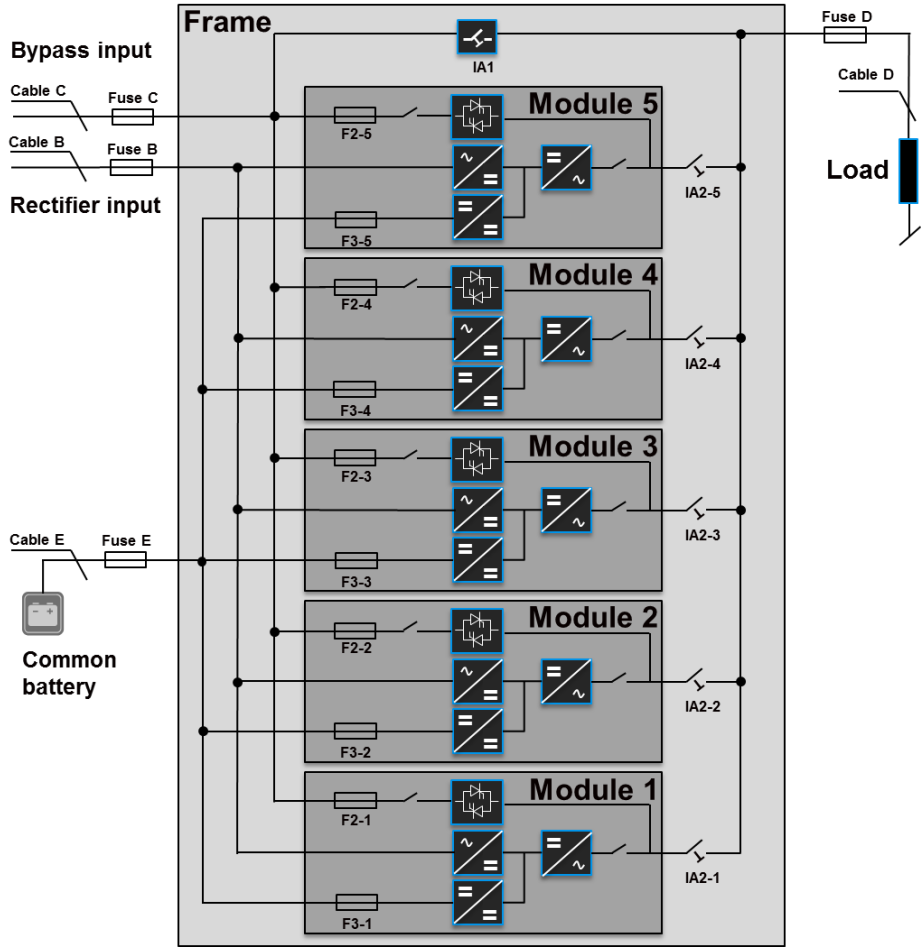 Frame
Fuse D
Bypass input
IA1
Cable C
Fuse C
Cable D
Module 5
F2-5
Cable B
Fuse B
Load
Rectifier input
IA2-5
F3-5
Module 4
F2-4
IA2-4
F3-4
Module 3
F2-3
IA2-3
Cable E
Fuse E
F3-3
Common
battery
Module 2
F2-2
IA2-2
F3-2
Module 1
F2-1
IA2-1
F3-1